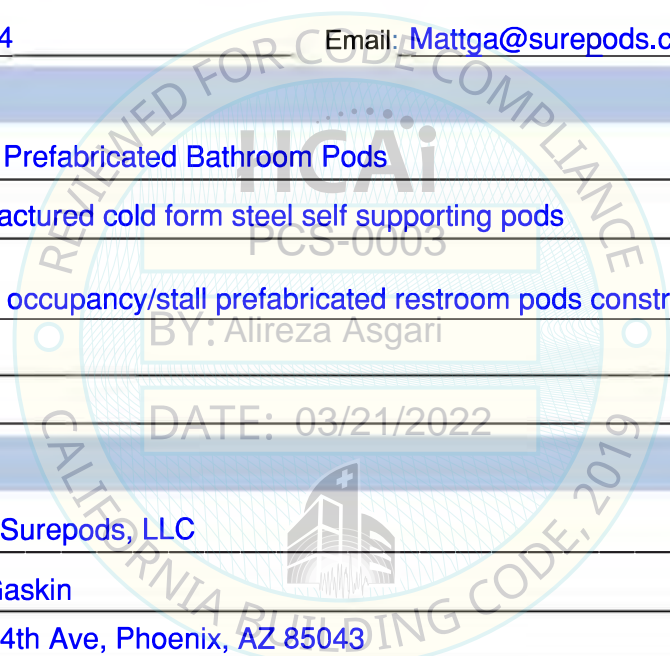 4 Email: Mattga@surepods.c
REVIEWED FOR CODE COMPLIANCE
HCAi
Prefabricated Bathroom Pods
actured cold form steel self supporting pods
PCS-0003
occupancy/stall prefabricated restroom pods constr
BY: Alireza Asgari
DATE: 03/21/2022
Surepods, LLC
Gaskin
4th Ave, Phoenix, AZ 85043
CALIFORNIA BUILDING CODE, 2019